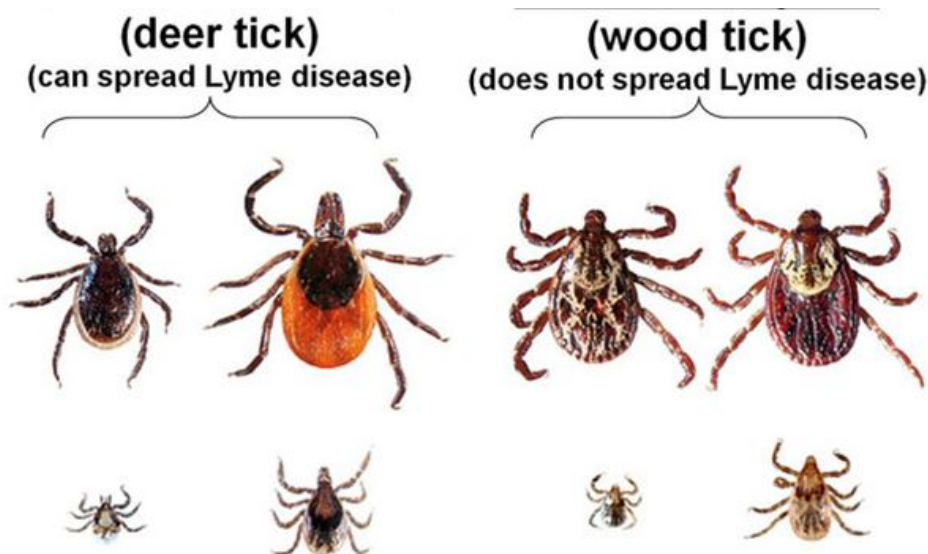 (deer tick)
(can spread Lyme disease)
(wood tick)
(does not spread Lyme disease)